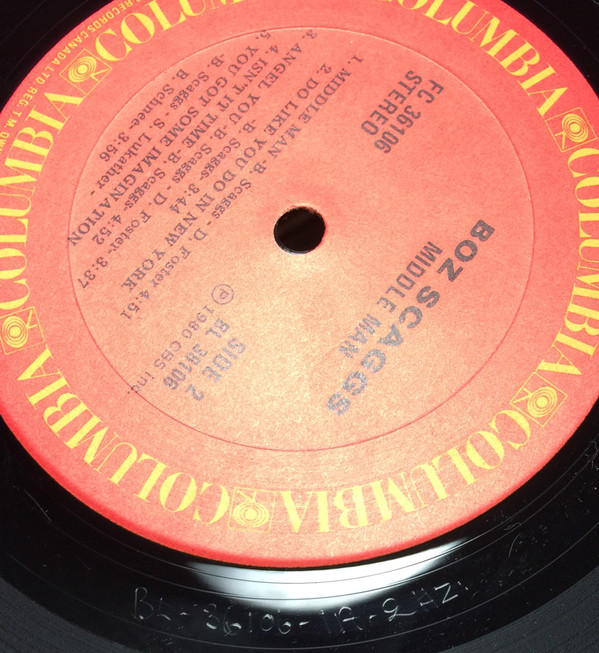 BOZ SCAGGS
MIDDLE MAN
FC 36106
STEREO
SIDE 2
BL 36106
℗ 1980 CBS Inc.
1. MIDDLE MAN -B. Scaggs - D. Foster 4:51
2. DO LIKE YOU DO IN NEW YORK
-B. Scaggs- 3:44
3. ANGEL YOU -B. Scaggs - D. Foster- 3:37
4. ISN'T IT TIME -B. Scaggs- 4:52
5. YOU GOT SOME IMAGINATION
-B. Scaggs - S. Lukather -
B. Schnee- 3:56
COLUMBIA
COLUMBIA
COLUMBIA
COLUMBIA
COLUMBIA
COLUMBIA
RECORDS CANADA, LTD REG. T.M.
BL-36106-1A-2